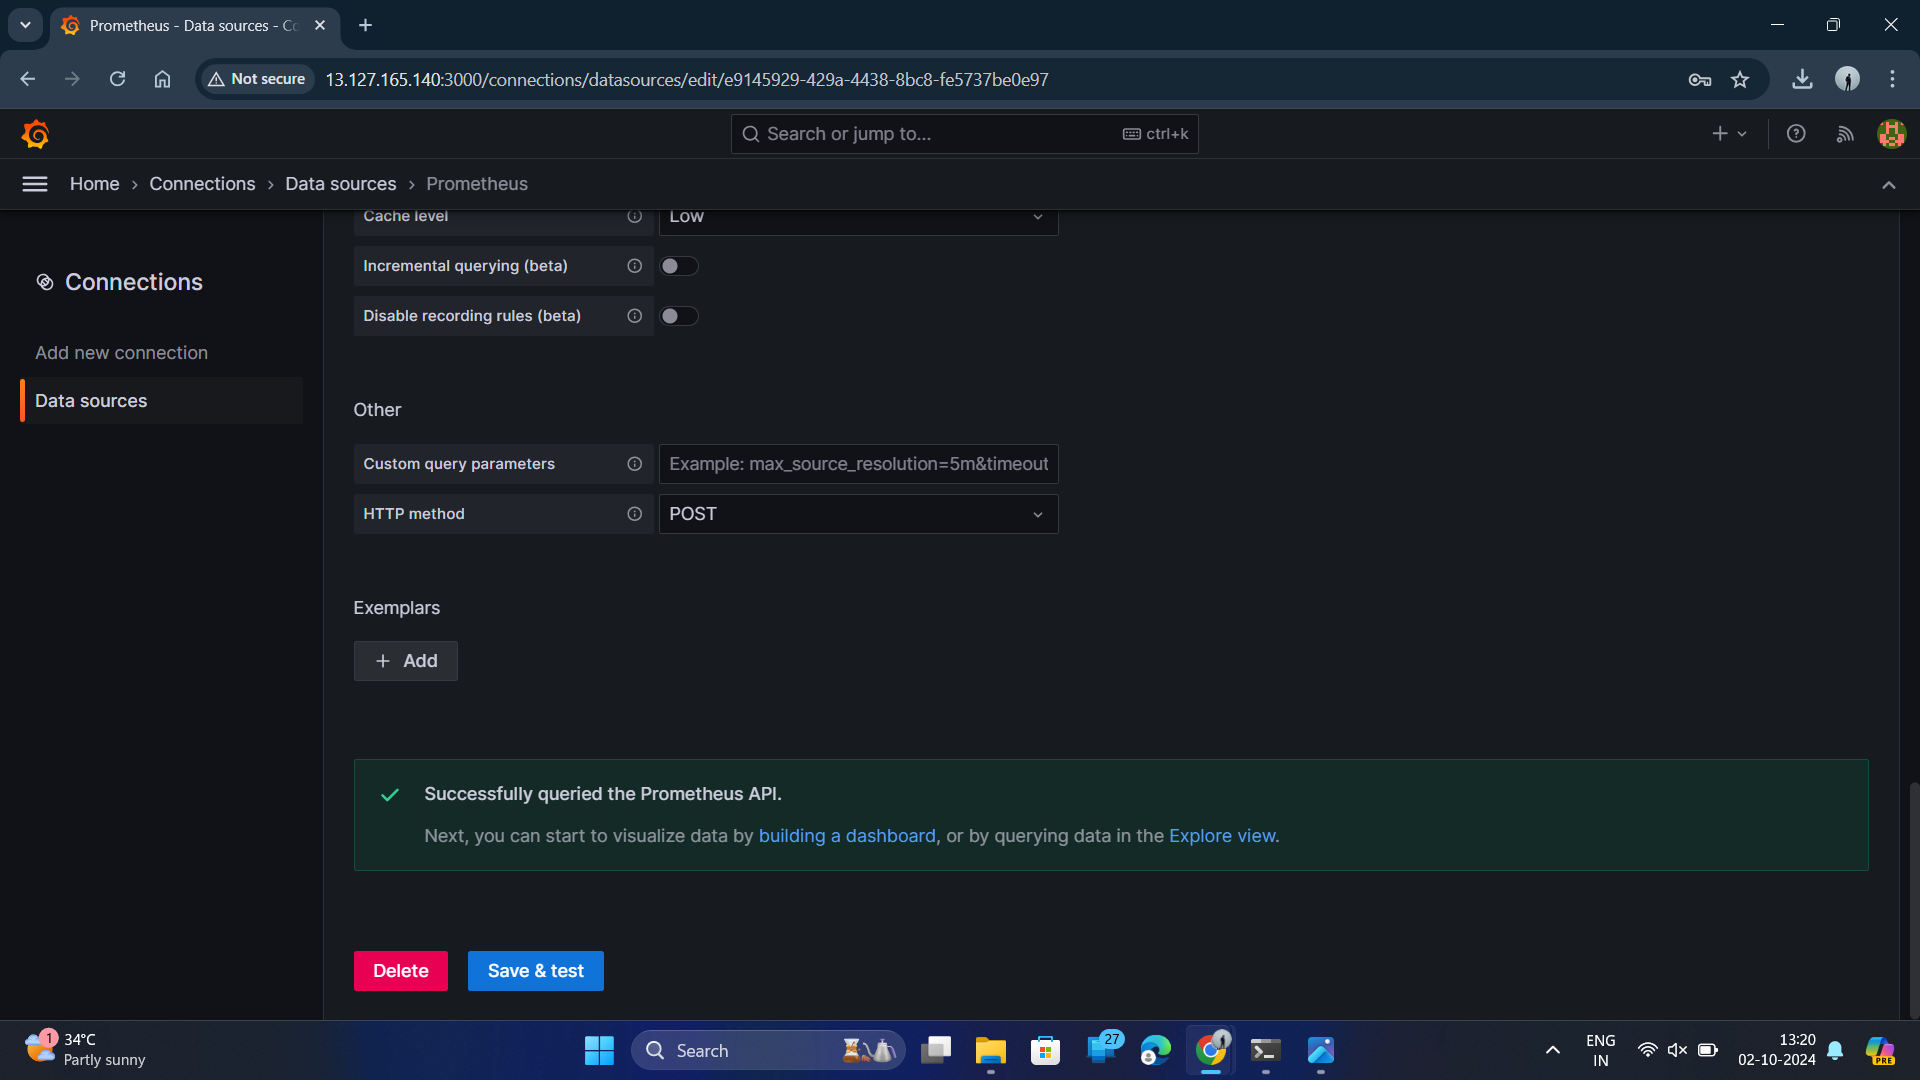 Prometheus - Data sources - Co
Not secure
13.127.165.140:3000/connections/datasources/edit/e9145929-429a-4438-8bc8-fe5737be0e97
Search or jump to...
ctrl+k
Home › Connections › Data sources › Prometheus
Connections
Add new connection
Data sources
Cache level
Low
Incremental querying (beta)
Disable recording rules (beta)
Other
Custom query parameters
Example: max_source_resolution=5m&timeout
HTTP method
POST
Exemplars
+ Add
Successfully queried the Prometheus API.
Next, you can start to visualize data by building a dashboard, or by querying data in the Explore view.
Delete
Save & test
1
34°C
Partly sunny
Search
27
ENG
IN
13:20
02-10-2024
PRE